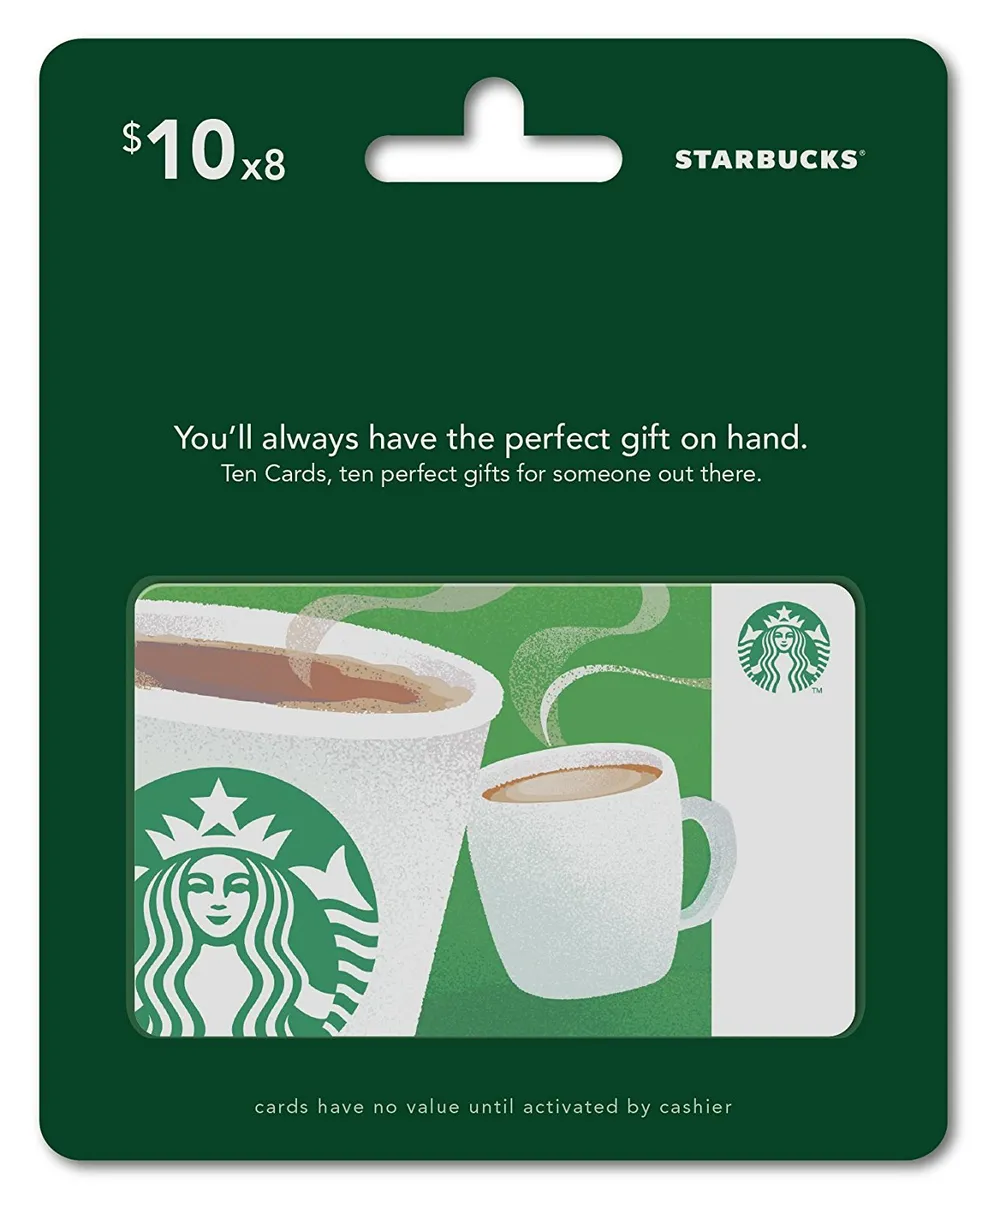 $10x8
STARBUCKS®
You'll always have the perfect gift on hand.
Ten Cards, ten perfect gifts for someone out there.
TM
cards have no value until activated by cashier